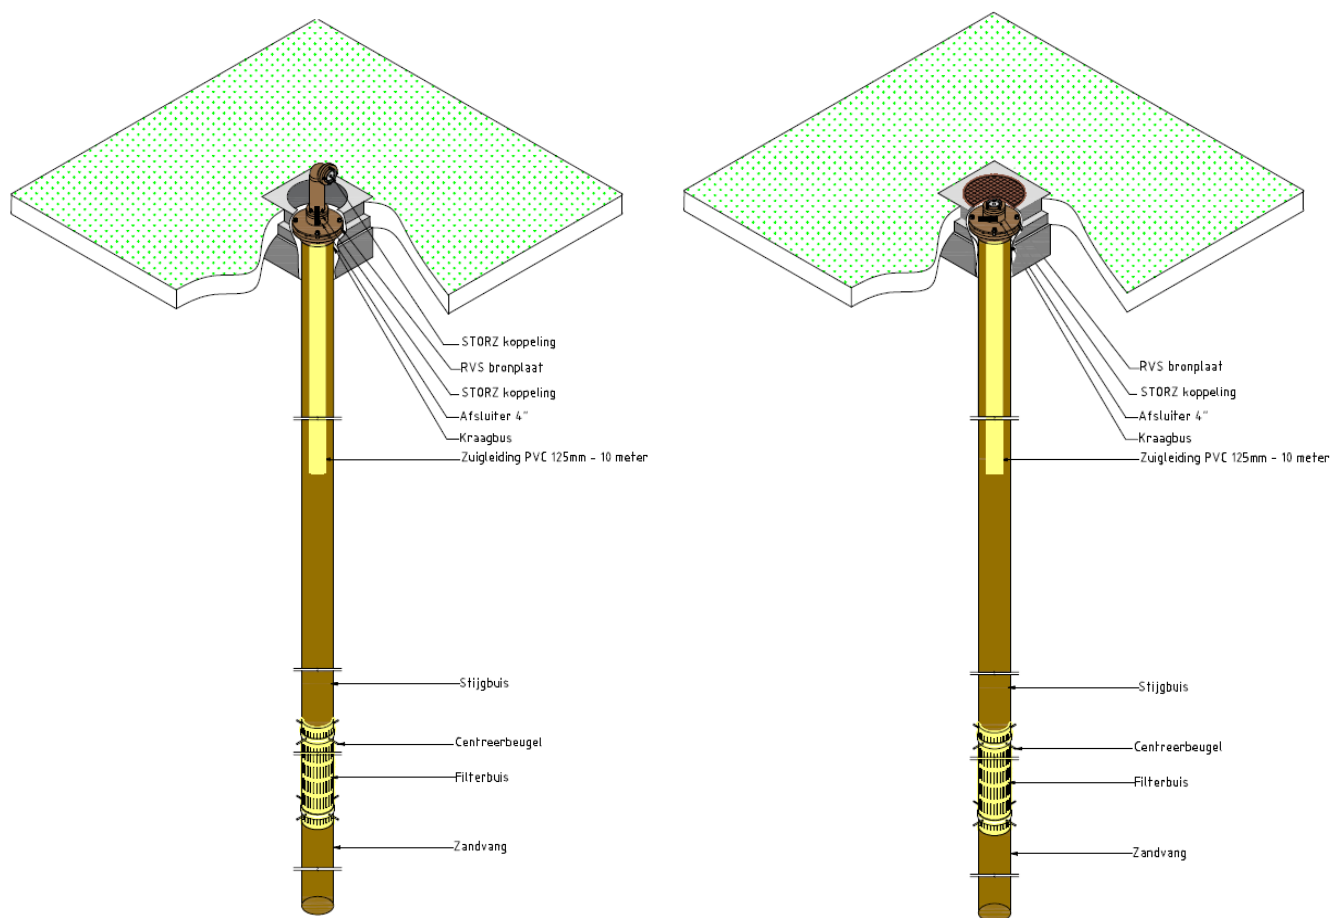 STORZ koppeling
RVS bronplaat
STORZ koppeling
Afsluiter 4"
Kraagbus
Zuigleiding PVC 125mm - 10 meter
Stijgbuis
Centreerbeugel
Filterbuis
Zandvang
RVS bronplaat
STORZ koppeling
Afsluiter 4"
Kraagbus
Zuigleiding PVC 125mm - 10 meter
Stijgbuis
Centreerbeugel
Filterbuis
Zandvang